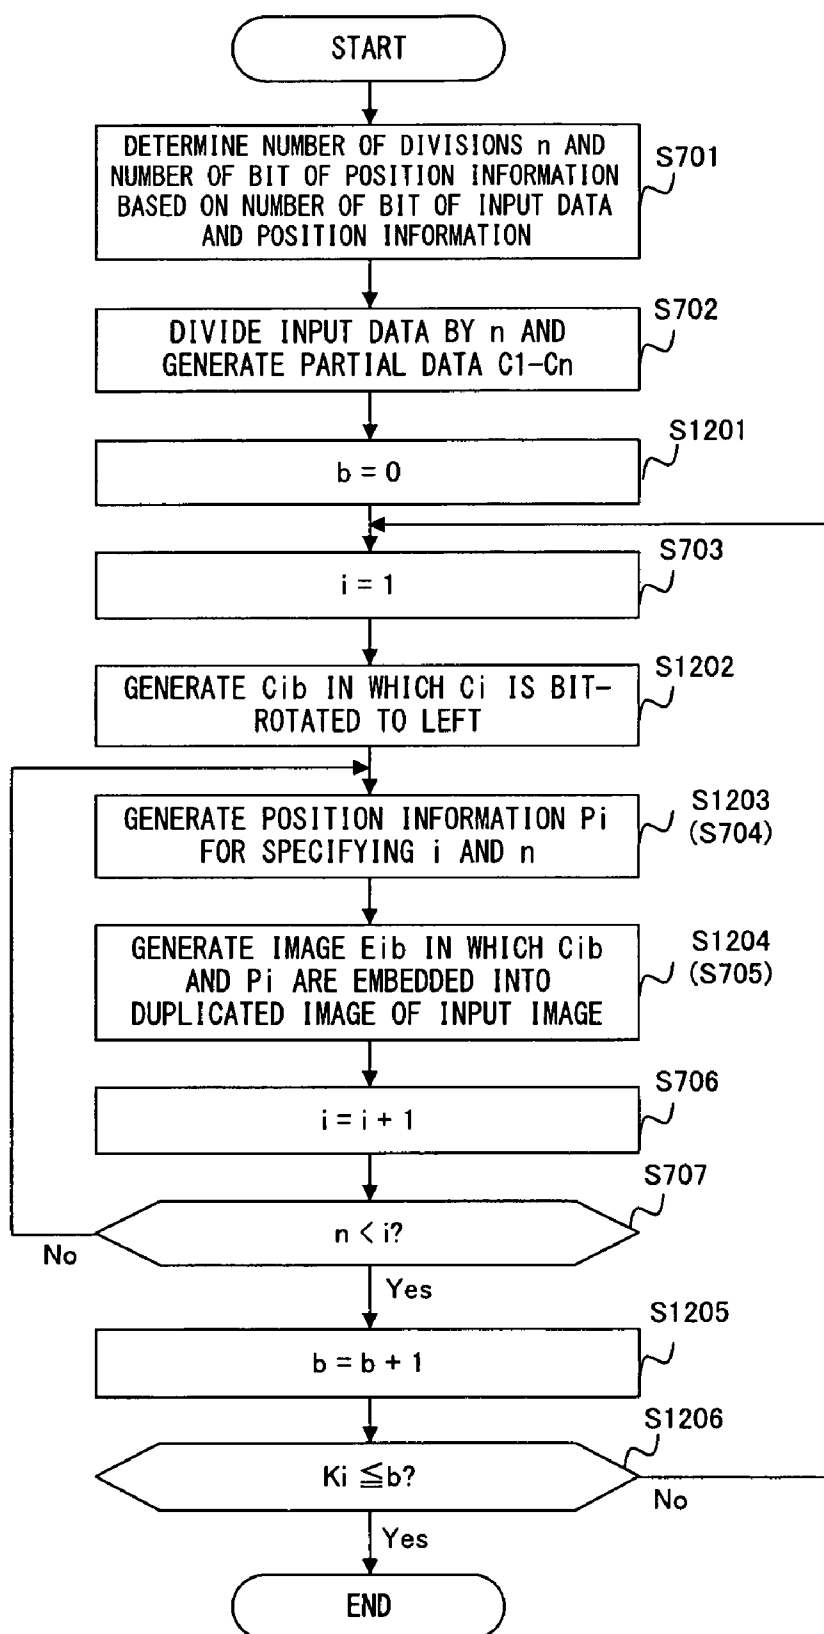 START
DETERMINE NUMBER OF DIVISIONS n AND
NUMBER OF BIT OF POSITION INFORMATION
BASED ON NUMBER OF BIT OF INPUT DATA
AND POSITION INFORMATION
S701
DIVIDE INPUT DATA BY n AND
GENERATE PARTIAL DATA C1-Cn
S702
b = 0
S1201
i = 1
S703
GENERATE Cib IN WHICH Ci IS BIT-
ROTATED TO LEFT
S1202
GENERATE POSITION INFORMATION Pi
FOR SPECIFYING i AND n
S1203
(S704)
GENERATE IMAGE Eib IN WHICH Cib
AND Pi ARE EMBEDDED INTO
DUPLICATED IMAGE OF INPUT IMAGE
S1204
(S705)
i = i + 1
S706
n < i?
S707
No
Yes
b = b + 1
S1205
Ki ≦ b?
S1206
No
Yes
END